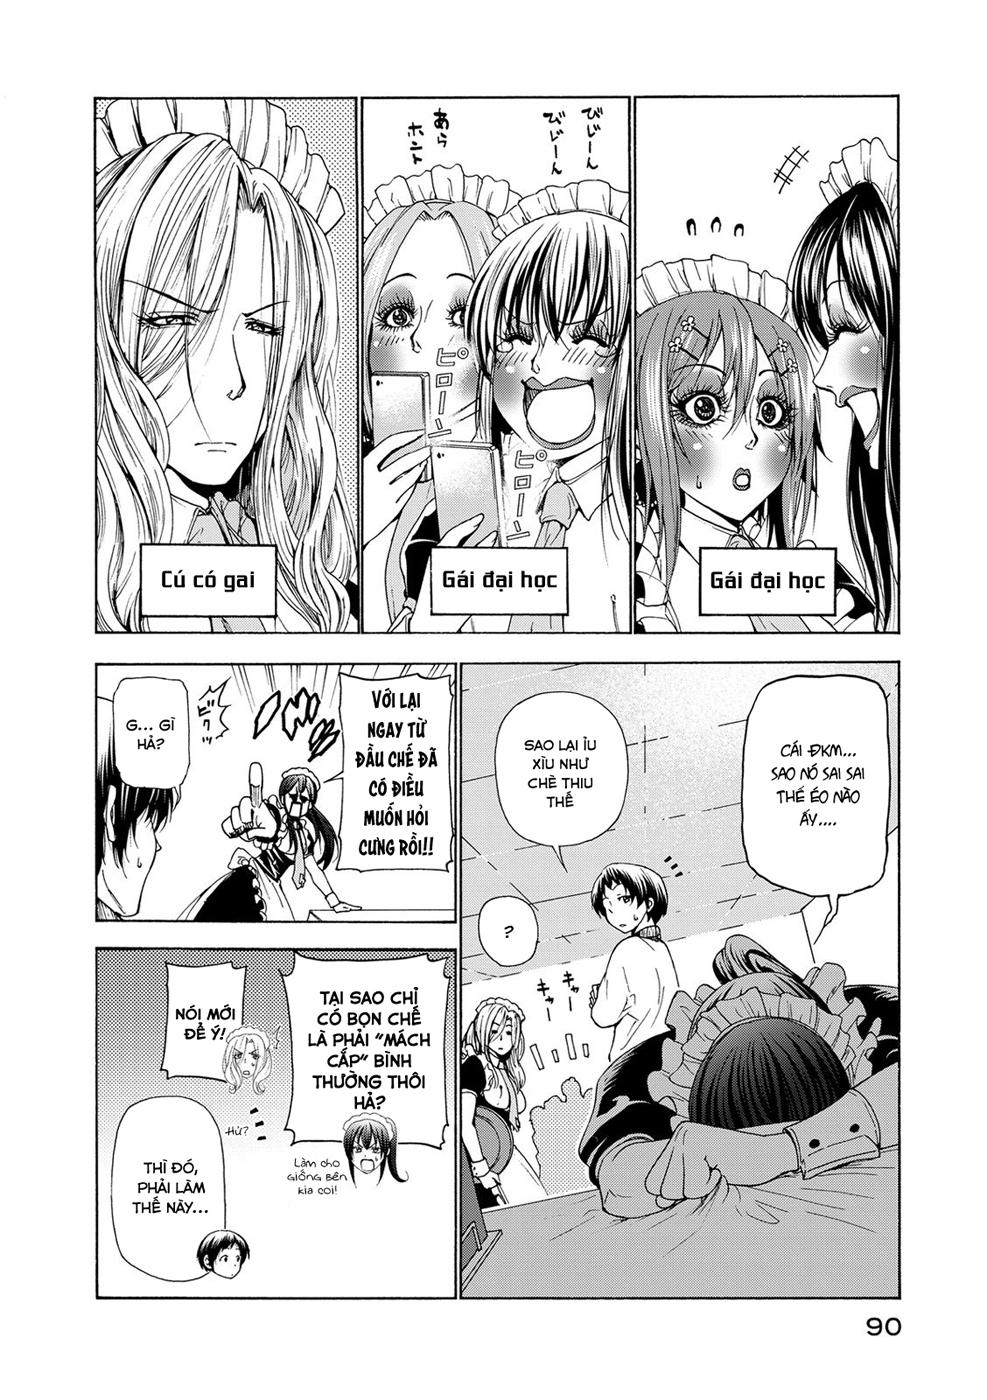 びじーん
びじーん
あら
ホント
ピローン
ピローン
Gái đại học
Gái đại học
Cú có gai
CÁI ĐKM...
SAO NÓ SAI SAI
THẾ ÉO NÀO
ẤY....
SAO LẠI ỈU
XÌU NHƯ
CHÈ THIU
THẾ
?
キャー
キャー
VỚI LẠI
NGAY TỪ
ĐẦU CHẾ ĐÃ
CÓ ĐIỀU
MUỐN HỎI
CƯNG RỒI!!
G... GÌ
HẢ?
ビクッ
TẠI SAO CHỈ
CÓ BỌN CHẾ
LÀ PHẢI "MÁCH
CẮP" BÌNH
THƯỜNG THÔI
HẢ?
Làm cho
giống bên
kia coi!
NÓI MỚI
ĐỂ Ý!
Hử?
THÌ ĐÓ,
PHẢI LÀM
THẾ NÀY...
90